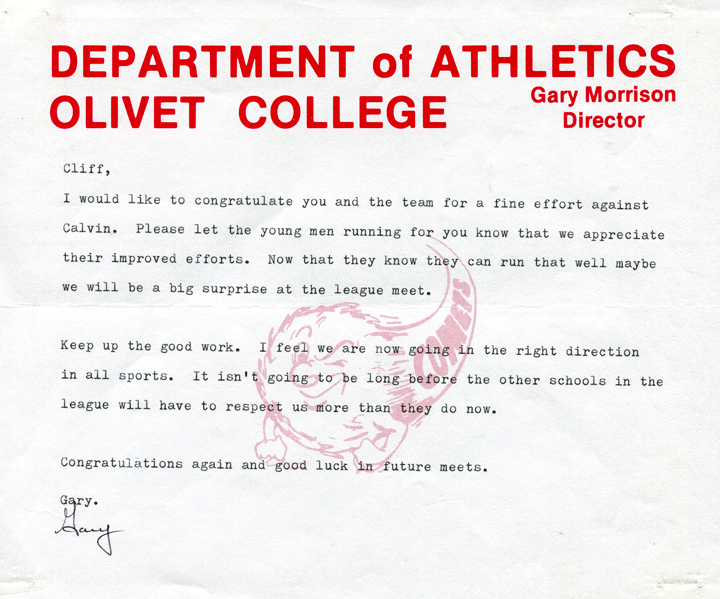 DEPARTMENT of ATHLETICS
OLIVET COLLEGE
Gary Morrison
Director
Cliff,
I would like to congratulate you and the team for a fine effort against
Calvin. Please let the young men running for you know that we appreciate
their improved efforts. Now that they know they can run that well maybe
we will be a big surprise at the league meet.
COMETS
Keep up the good work. I feel we are now going in the right direction
in all sports. It isn't going to be long before the other schools in the
league will have to respect us more than they do now.
Congratulations again and good luck in future meets.
Gary.
Gary